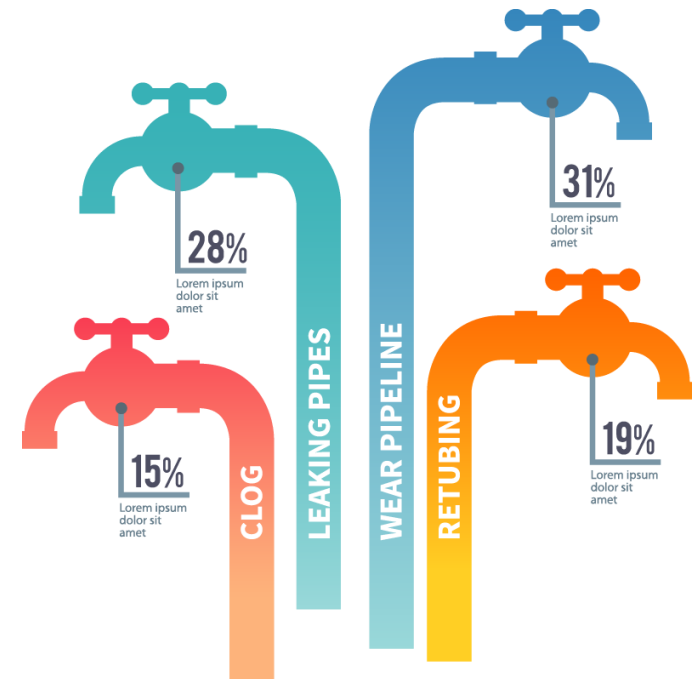 31%
Lorem ipsum
dolor sit
amet
28%
Lorem ipsum
dolor sit
amet
15%
Lorem ipsum
dolor sit
amet
19%
Lorem ipsum
dolor sit
amet
CLOG
LEAKING PIPES
WEAR PIPELINE
RETUBING